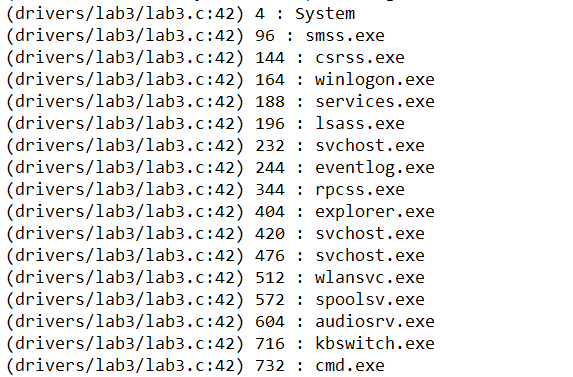 (drivers/lab3/lab3.c:42) 4 : System
(drivers/lab3/lab3.c:42) 96 : smss.exe
(drivers/lab3/lab3.c:42) 144 : csrss.exe
(drivers/lab3/lab3.c:42) 164 : winlogon.exe
(drivers/lab3/lab3.c:42) 188 : services.exe
(drivers/lab3/lab3.c:42) 196 : lsass.exe
(drivers/lab3/lab3.c:42) 232 : svchost.exe
(drivers/lab3/lab3.c:42) 244 : eventlog.exe
(drivers/lab3/lab3.c:42) 344 : rpcss.exe
(drivers/lab3/lab3.c:42) 404 : explorer.exe
(drivers/lab3/lab3.c:42) 420 : svchost.exe
(drivers/lab3/lab3.c:42) 476 : svchost.exe
(drivers/lab3/lab3.c:42) 512 : wlansvc.exe
(drivers/lab3/lab3.c:42) 572 : spoolsv.exe
(drivers/lab3/lab3.c:42) 604 : audiosrv.exe
(drivers/lab3/lab3.c:42) 716 : kbswitch.exe
(drivers/lab3/lab3.c:42) 732 : cmd.exe